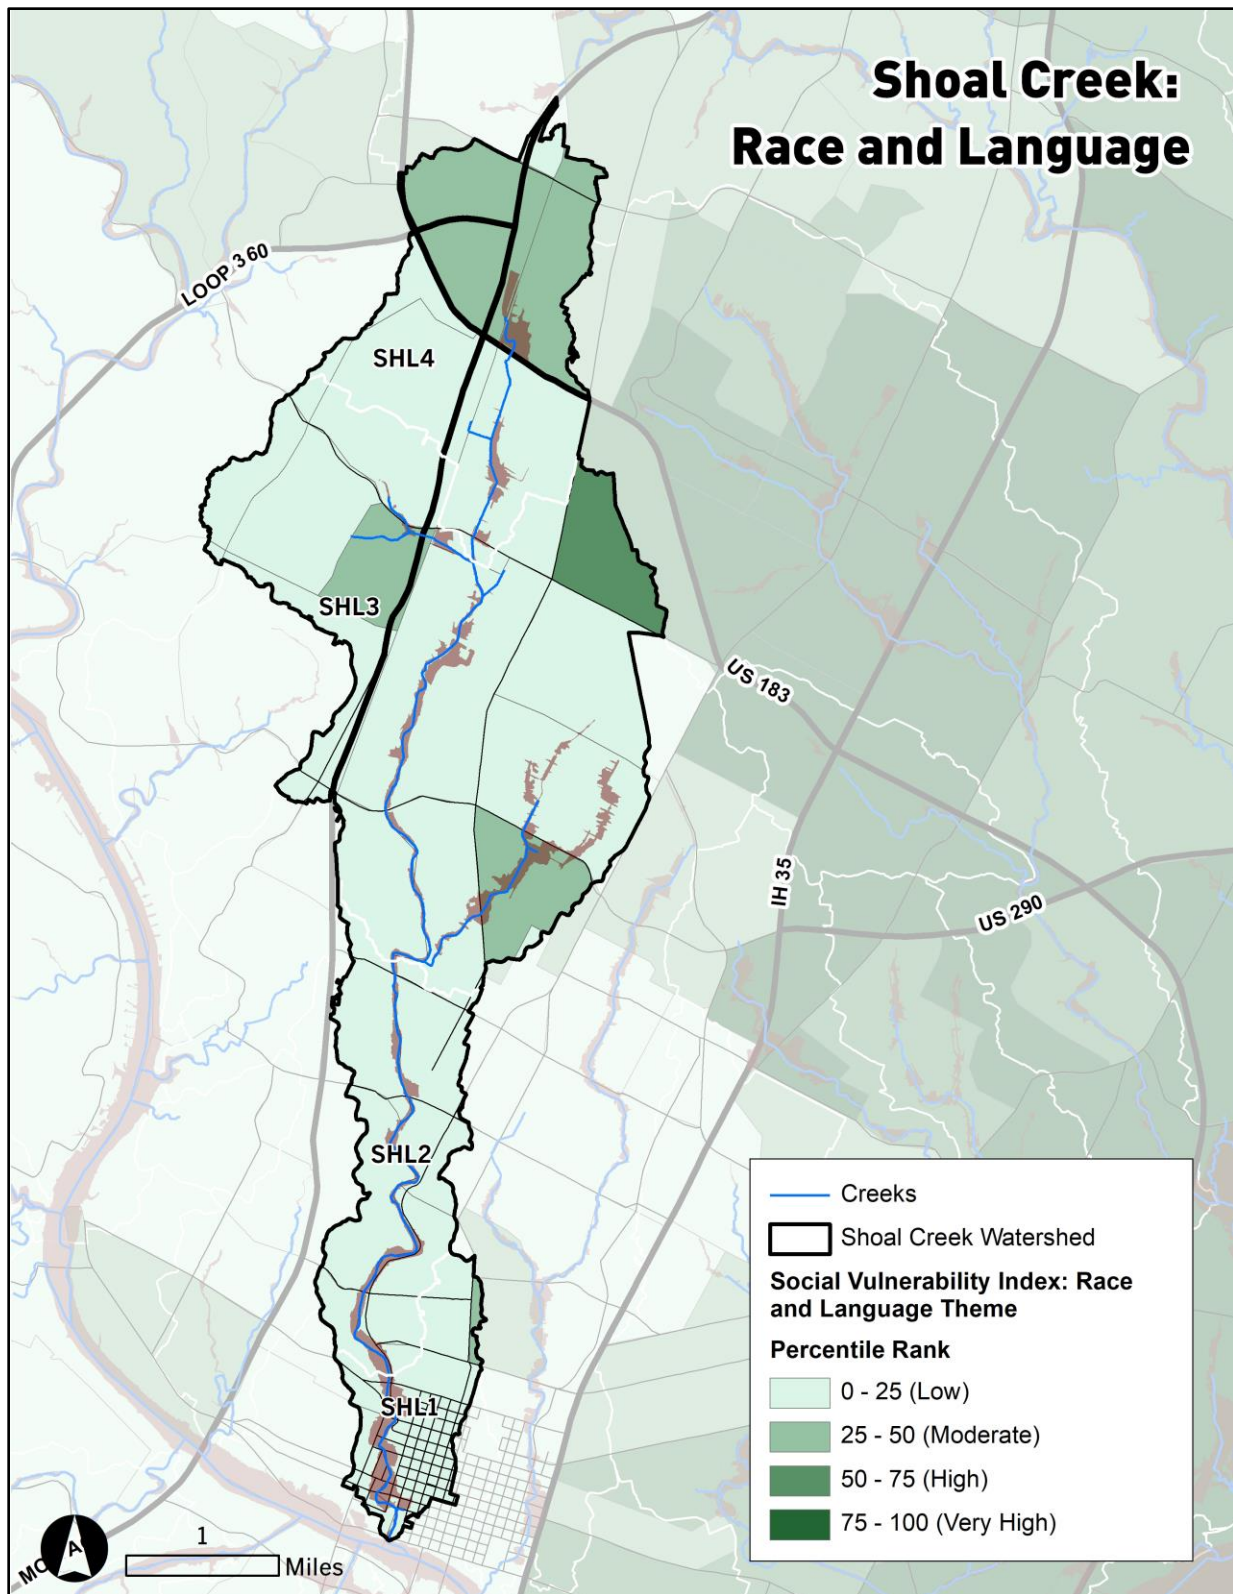 Shoal Creek:
Race and Language
LOOP 360
SHL4
SHL3
US 183
IH 35
US 290
SHL2
SHL1
Creeks
Shoal Creek Watershed
Social Vulnerability Index: Race
and Language Theme
Percentile Rank
0 - 25 (Low)
25 - 50 (Moderate)
50 - 75 (High)
75 - 100 (Very High)
A
1
Miles